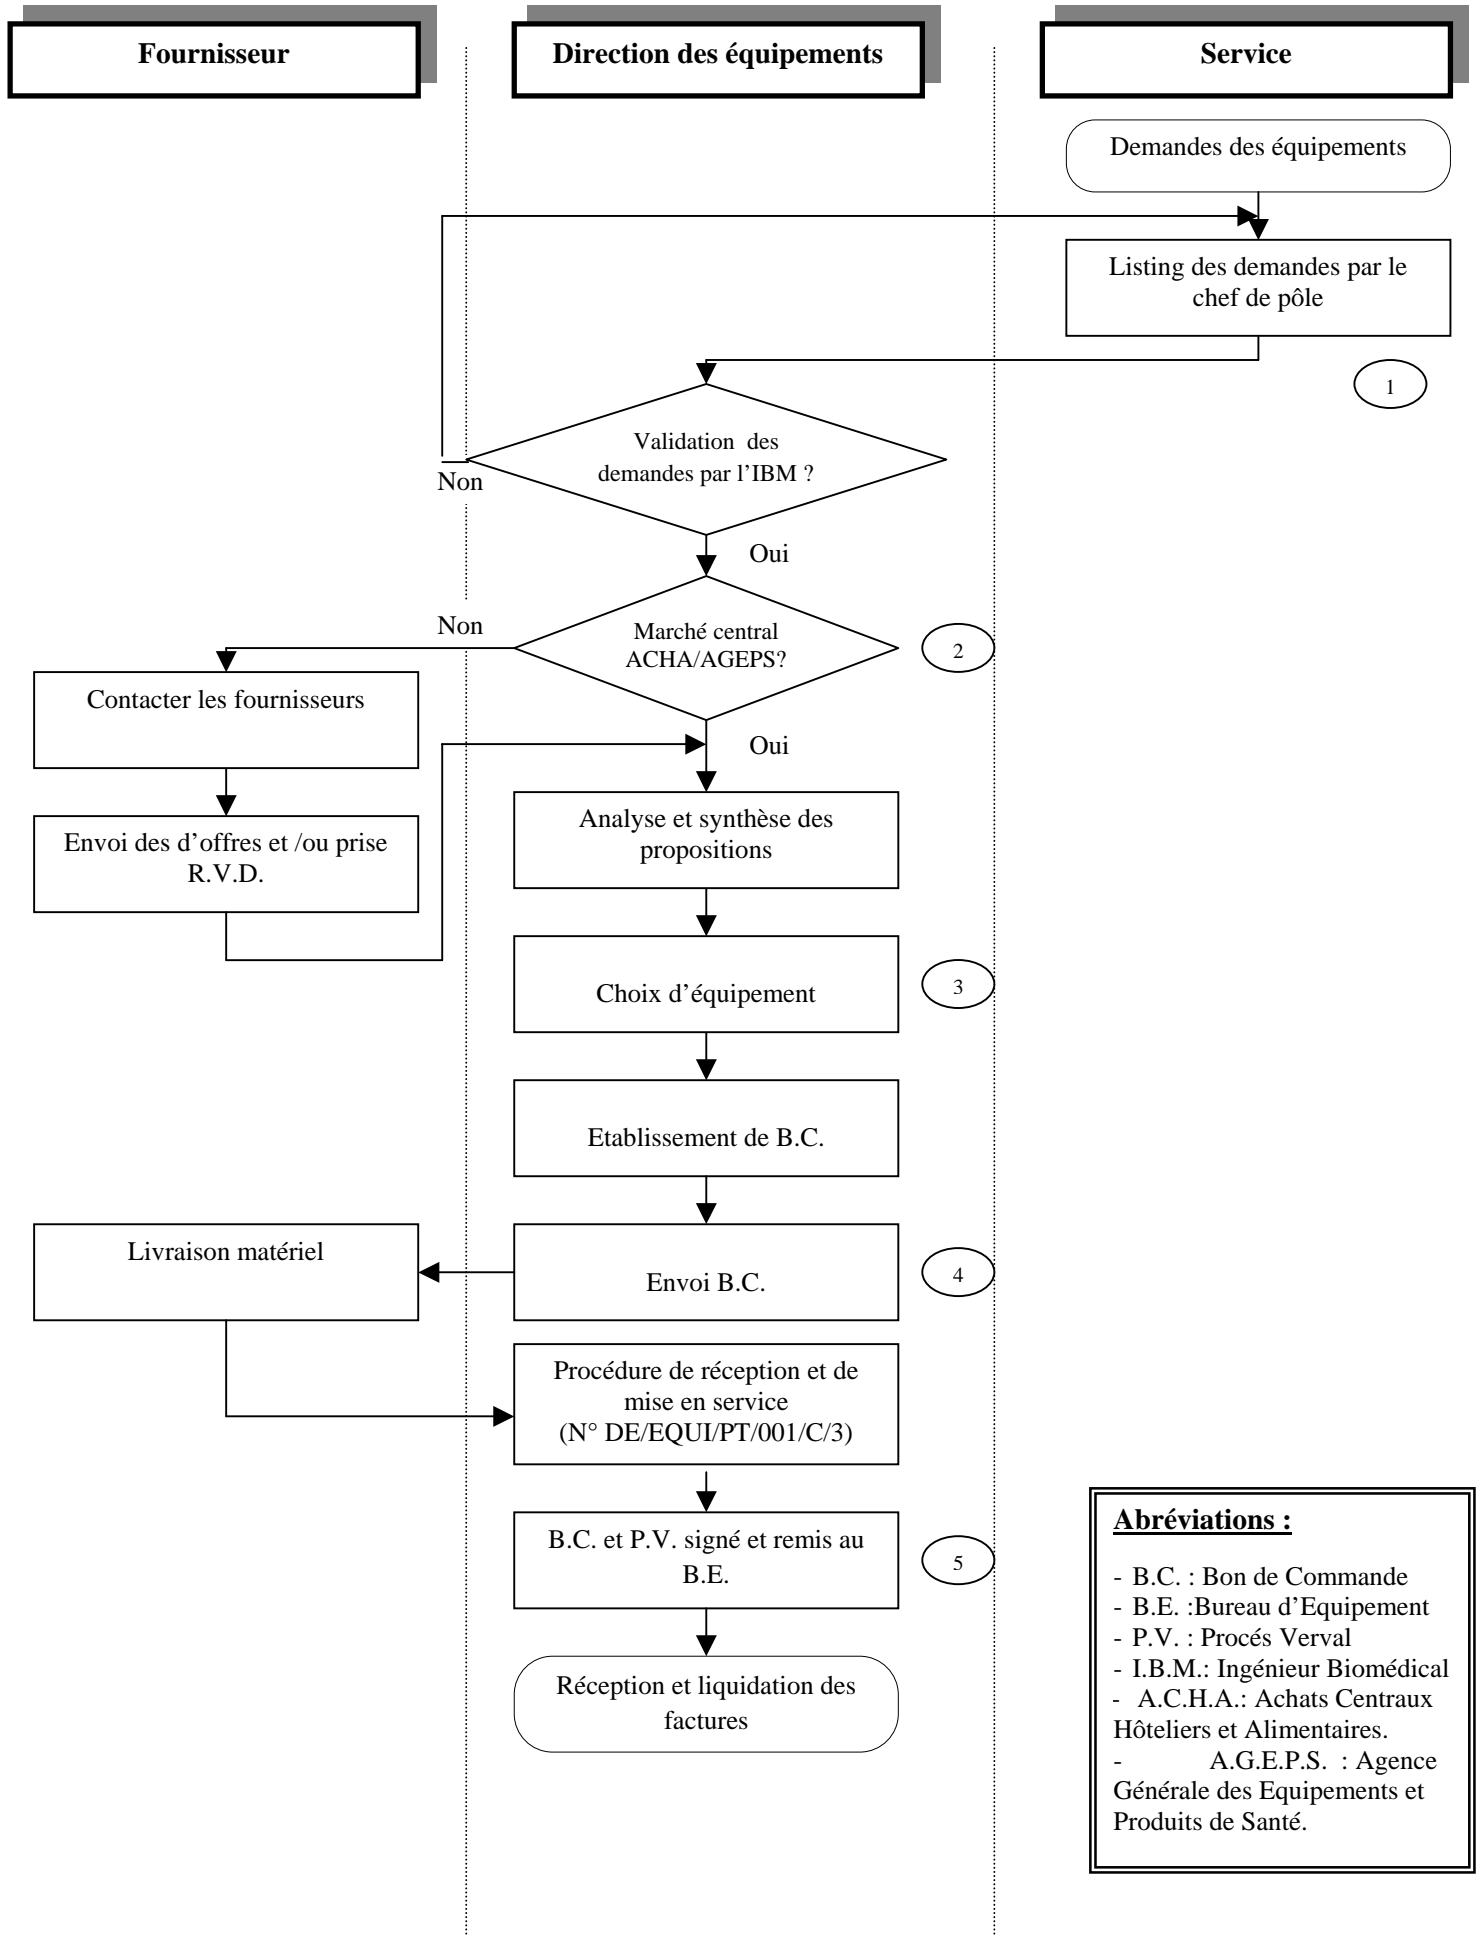 Fournisseur
Direction des équipements
Service
Demandes des équipements
Listing des demandes par le
chef de pôle
1
Validation des
demandes par l'IBM ?
Non
Oui
Non
Marché central
ACHA/AGEPS?
2
Contacter les fournisseurs
Oui
Envoi des d'offres et /ou prise
R.V.D.
Analyse et synthèse des
propositions
Choix d'équipement
3
Etablissement de B.C.
Livraison matériel
Envoi B.C.
4
Procédure de réception et de
mise en service
(N° DE/EQUI/PT/001/C/3)
B.C. et P.V. signé et remis au
B.E.
5
Réception et liquidation des
factures
Abréviations :
- B.C. : Bon de Commande
- B.E. :Bureau d'Equipement
- P.V. : Procés Verval
- I.B.M.: Ingénieur Biomédical
- A.C.H.A.: Achats Centraux
Hôteliers et Alimentaires.
- A.G.E.P.S. : Agence
Générale des Equipements et
Produits de Santé.